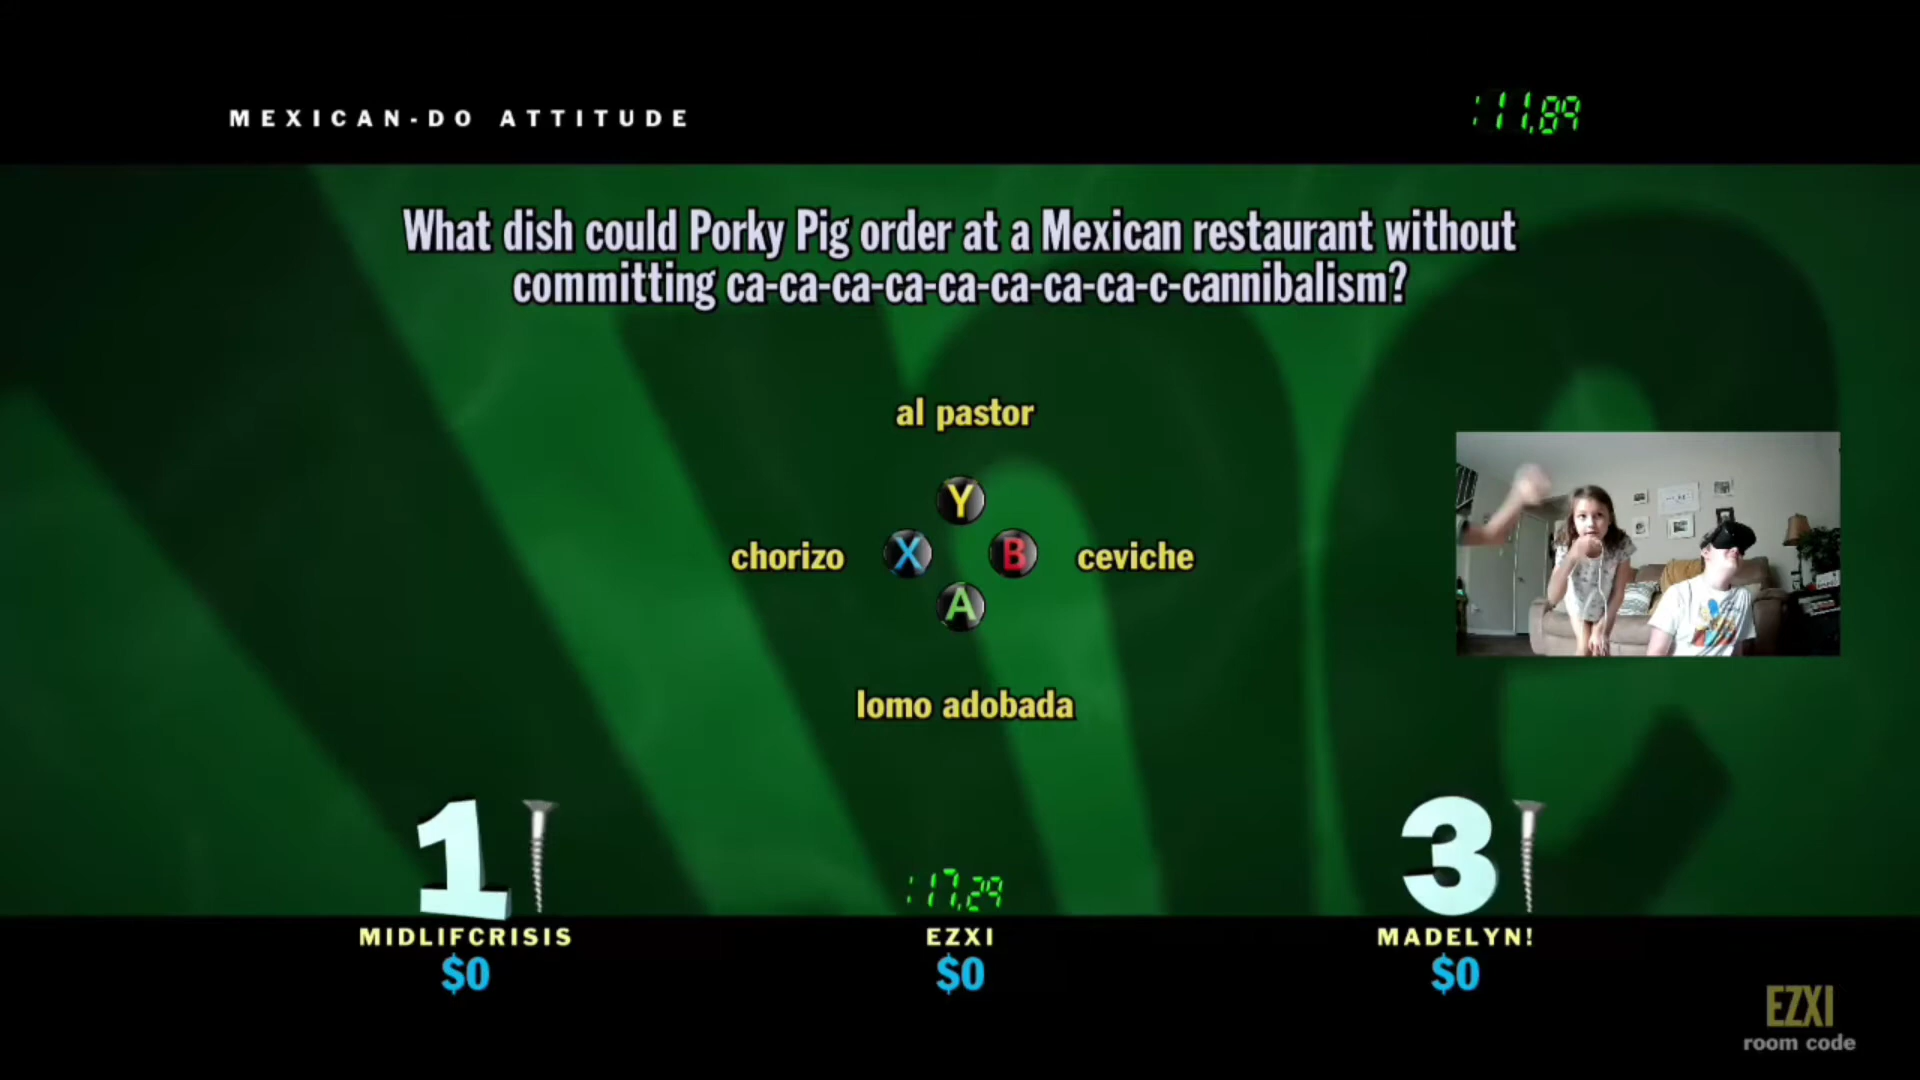 MEXICAN-DO ATTITUDE
:11.89
What dish could Porky Pig order at a Mexican restaurant without
committing ca-ca-ca-ca-ca-ca-ca-ca-c-cannibalism?
al pastor
Y
chorizo X B ceviche
A
lomo adobada
1
3
:17.29
MIDLIFCRISIS
EZXI
MADELYN!
$0
$0
$0
EZXI
room code